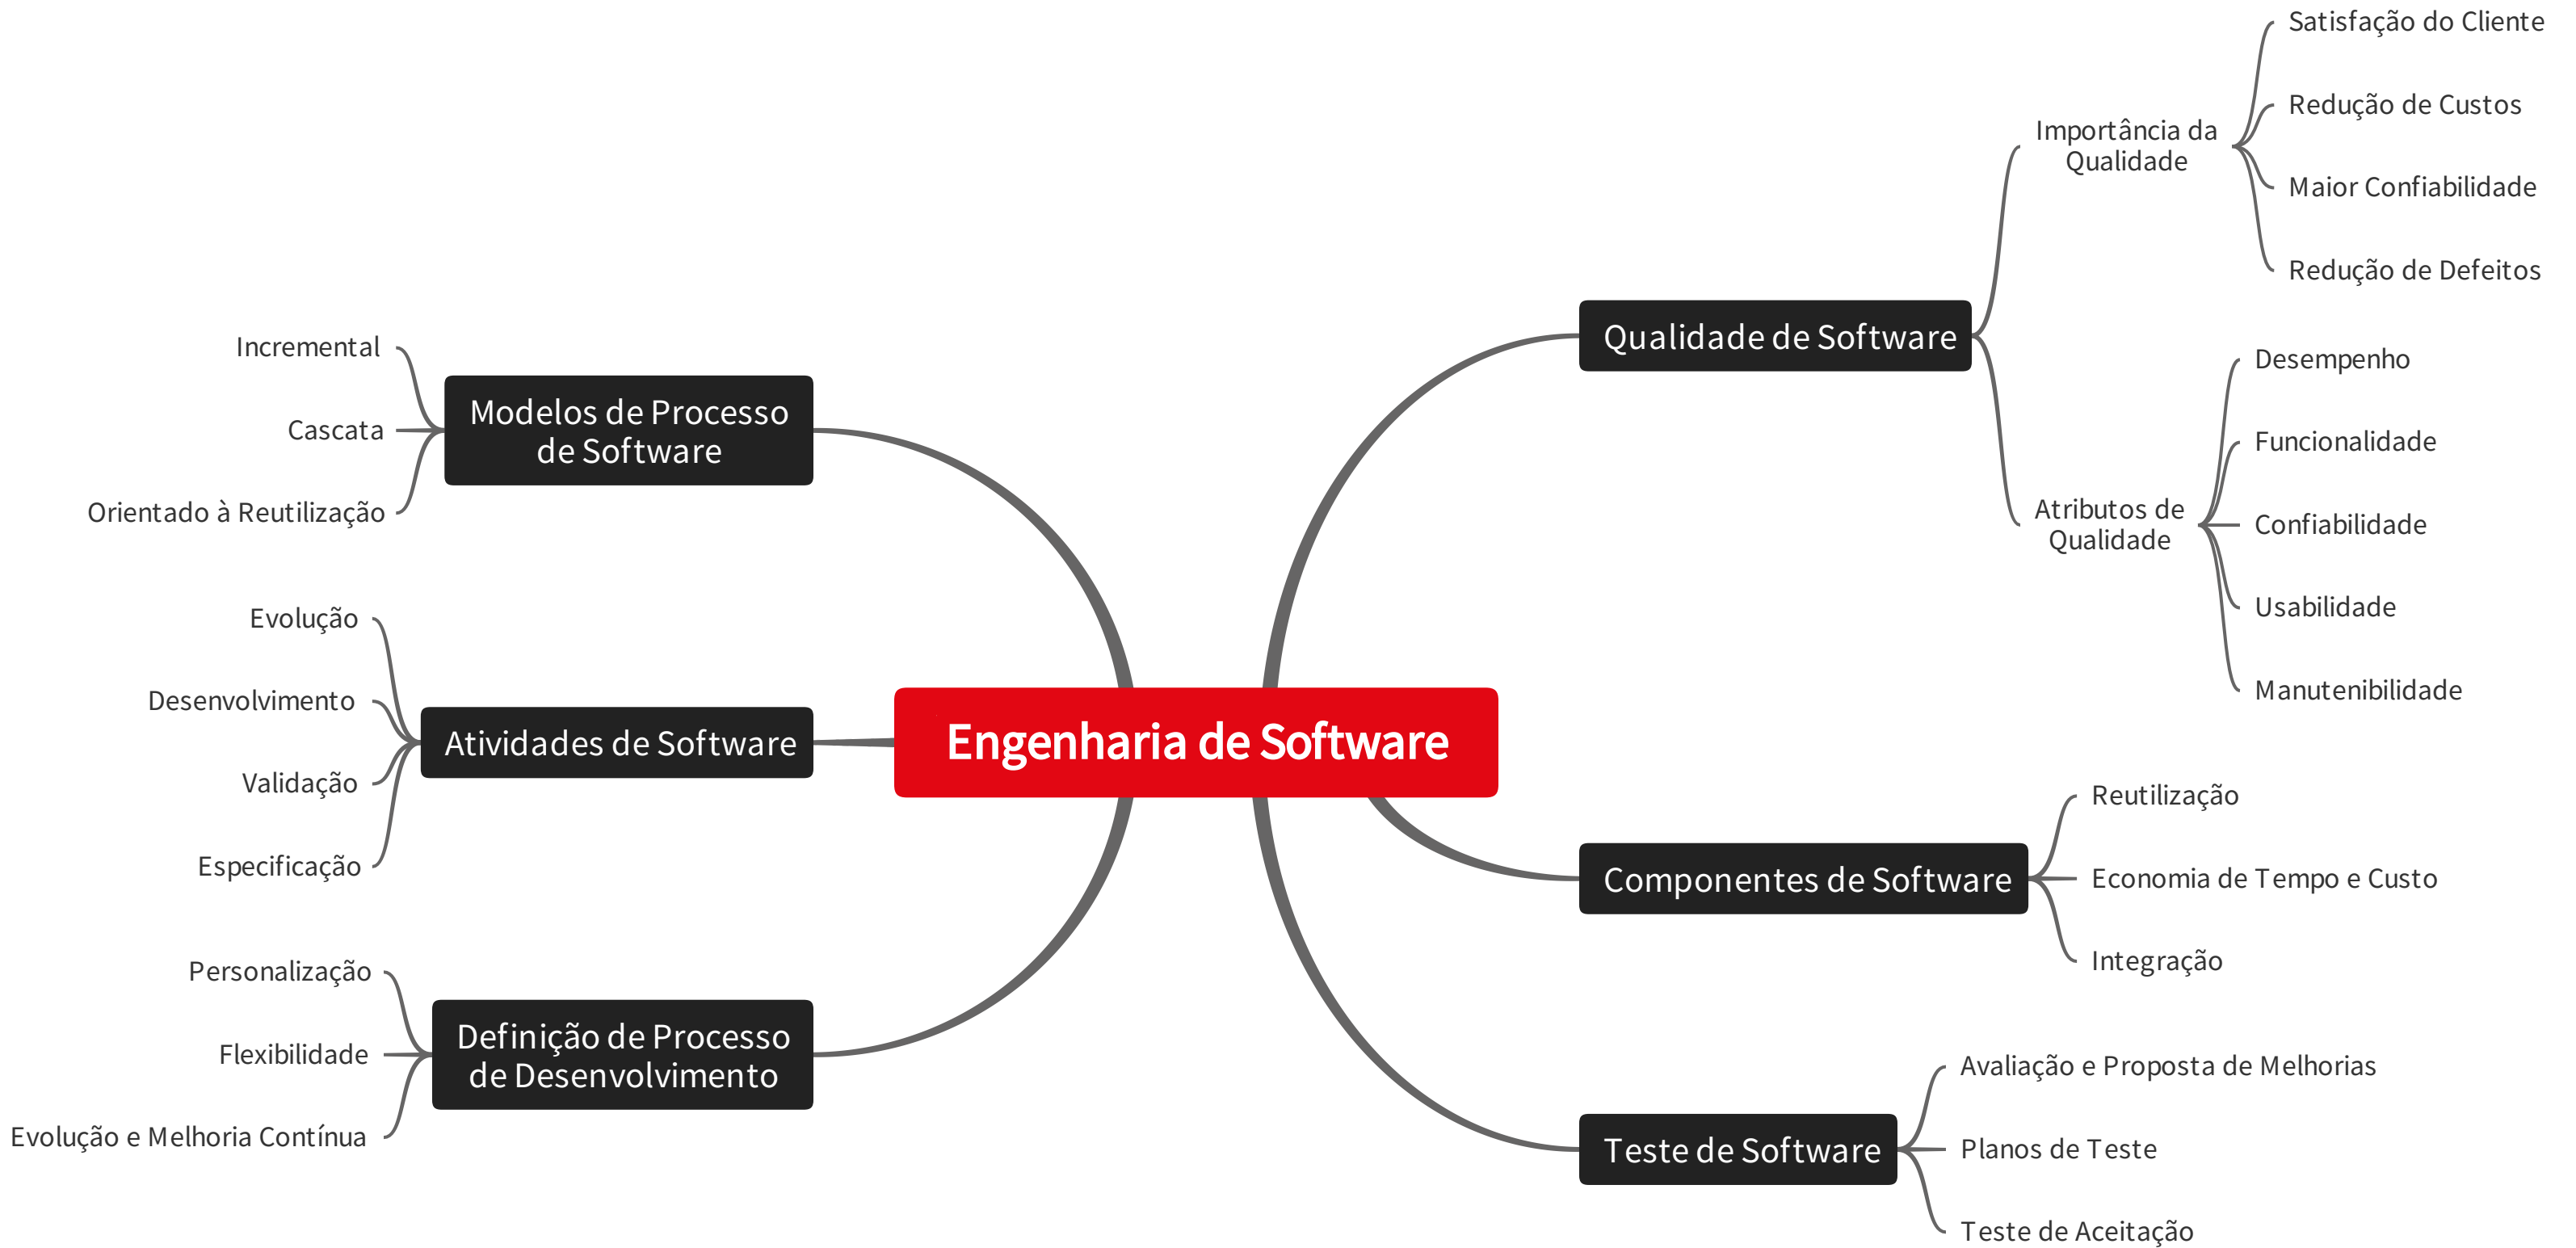 Engenharia de Software
Modelos de Processo
de Software
Incremental
Cascata
Orientado à Reutilização
Atividades de Software
Evolução
Desenvolvimento
Validação
Especificação
Definição de Processo
de Desenvolvimento
Personalização
Flexibilidade
Evolução e Melhoria Contínua
Qualidade de Software
Importância da
Qualidade
Satisfação do Cliente
Redução de Custos
Maior Confiabilidade
Redução de Defeitos
Atributos de
Qualidade
Desempenho
Funcionalidade
Confiabilidade
Usabilidade
Manutenibilidade
Componentes de Software
Reutilização
Economia de Tempo e Custo
Integração
Teste de Software
Avaliação e Proposta de Melhorias
Planos de Teste
Teste de Aceitação